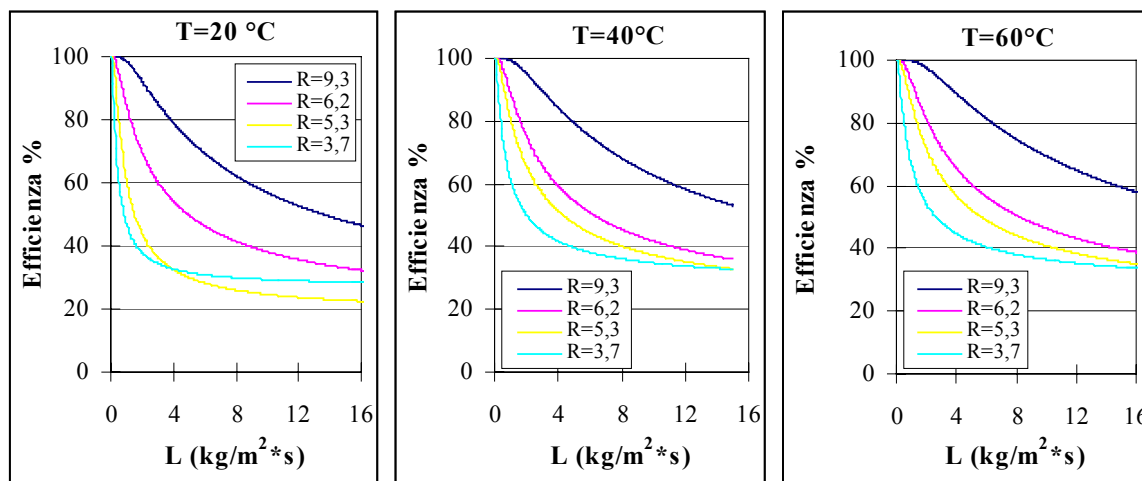 T=20 °C
Efficienza %
100
80
60
40
20
0
R=9,3
R=6,2
R=5,3
R=3,7
0 4 8 12 16
L (kg/m²*s)
T=40°C
Efficienza %
100
80
60
40
20
0
R=9,3
R=6,2
R=5,3
R=3,7
0 4 8 12 16
L (kg/m²*s)
T=60°C
Efficienza %
100
80
60
40
20
0
R=9,3
R=6,2
R=5,3
R=3,7
0 4 8 12 16
L (kg/m²*s)